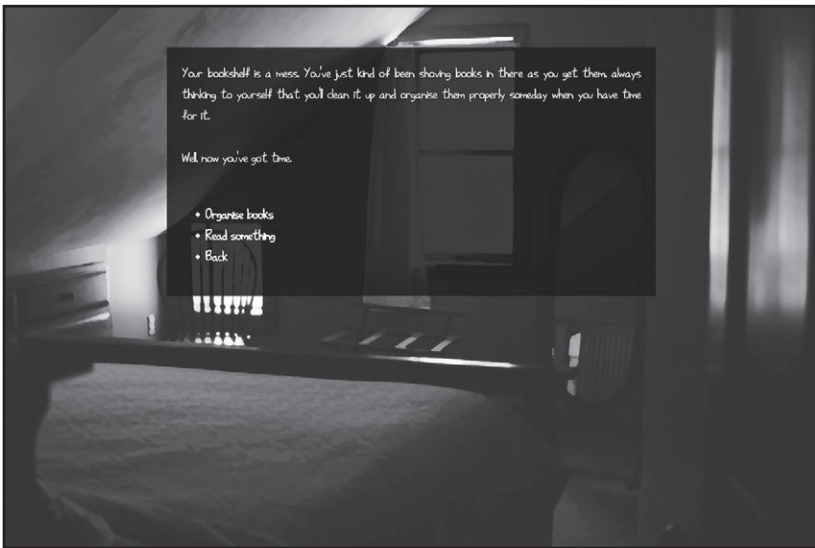 Your bookshelf is a mess. You've just kind of been shoving books in there as you get them, always
thinking to yourself that you'll clean it up and organise them properly someday when you have time
for it.
Well, now you've got time.
• Organise books
• Read something
• Back